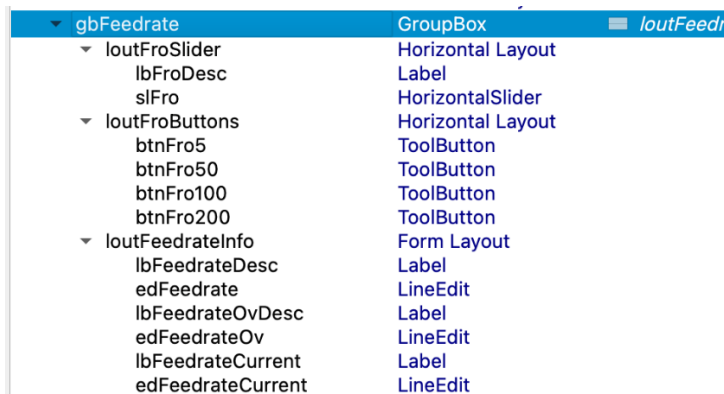 gbFeedrate GroupBox
loutFroSlider Horizontal Layout
lbFroDesc Label
slFro HorizontalSlider
loutFroButtons Horizontal Layout
btnFro5 ToolButton
btnFro50 ToolButton
btnFro100 ToolButton
btnFro200 ToolButton
loutFeedrateInfo Form Layout
lbFeedrateDesc Label
edFeedrate LineEdit
lbFeedrateOvDesc Label
edFeedrateOv LineEdit
lbFeedrateCurrent Label
edFeedrateCurrent LineEdit